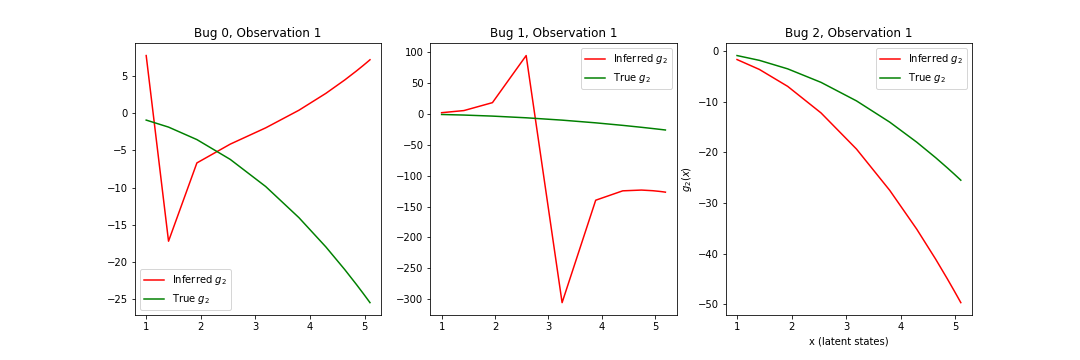 Bug 0, Observation 1
5
0
−5
−10
−15
−20
−25
1 2 3 4 5
Inferred g₂
True g₂
Bug 1, Observation 1
100
50
0
−50
−100
−150
−200
−250
−300
1 2 3 4 5
Inferred g₂
True g₂
Bug 2, Observation 1
g₂(x)
0
−10
−20
−30
−40
−50
1 2 3 4 5
x (latent states)
Inferred g₂
True g₂